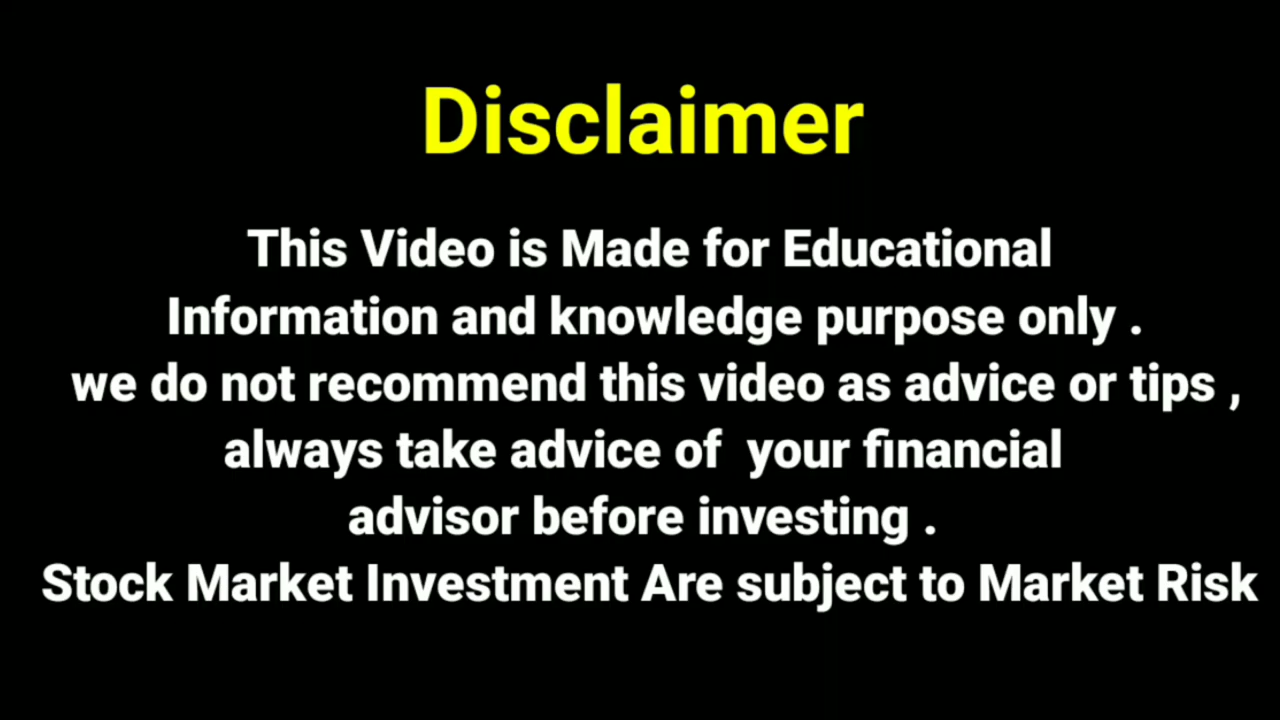 Disclaimer
This Video is Made for Educational
Information and knowledge purpose only .
we do not recommend this video as advice or tips ,
always take advice of  your financial
advisor before investing .
Stock Market Investment Are subject to Market Risk